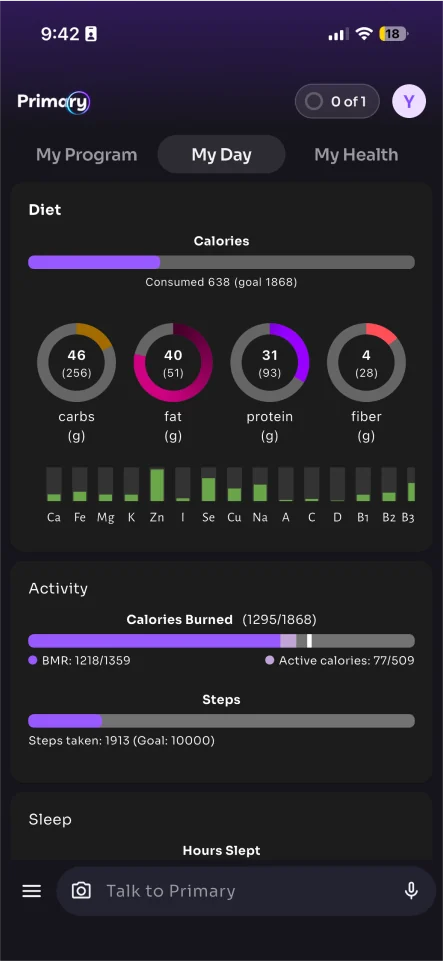 9:42
18
Primary
0 of 1
Y
My Program My Day My Health
Diet
Calories
Consumed 638 (goal 1868)
46 40 31 4
(256) (51) (93) (28)
carbs fat protein fiber
(g) (g) (g) (g)
Ca Fe Mg K Zn I Se Cu Na A C D B1 B2 B3
Activity
Calories Burned (1295/1868)
BMR: 1218/1359 Active calories: 77/509
Steps
Steps taken: 1913 (Goal: 10000)
Sleep
Hours Slept
Talk to Primary